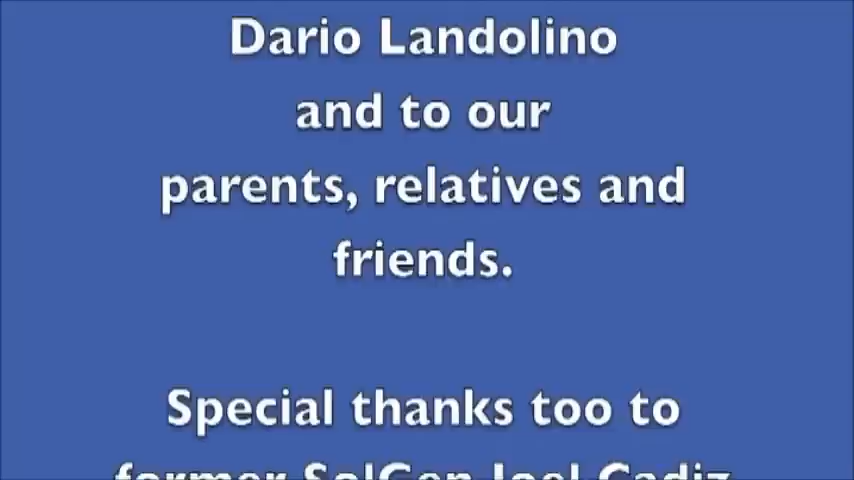 Dario Landolino
and to our
parents, relatives and
friends.
Special thanks too to
former SolGen Joel Cadiz